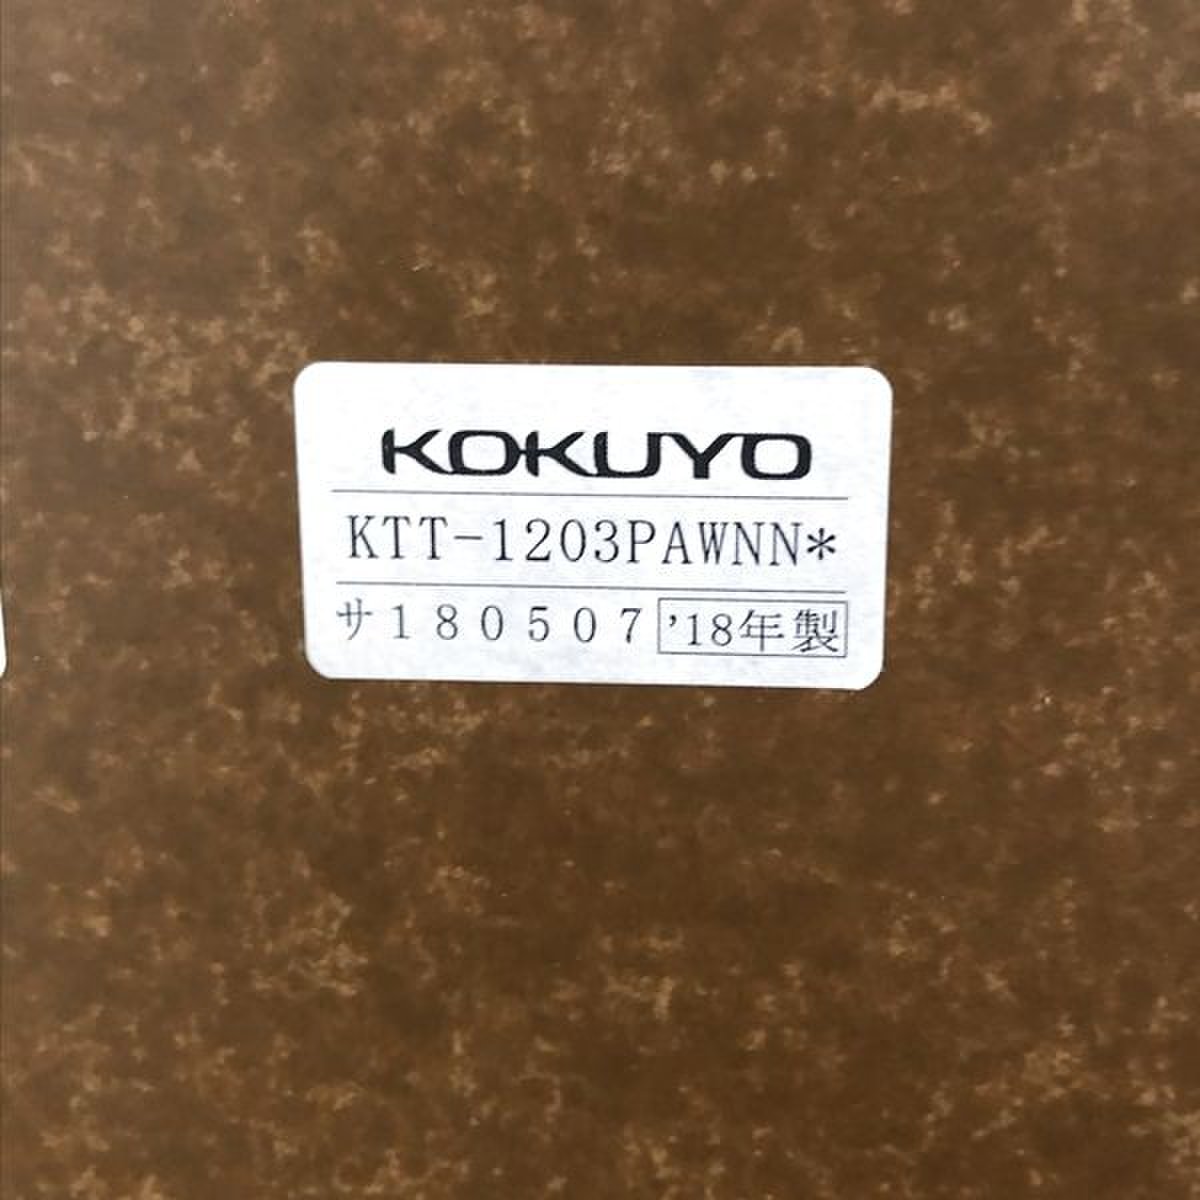 KOKUYO
KTT-1203PAWNN*
サ180507 '18年製